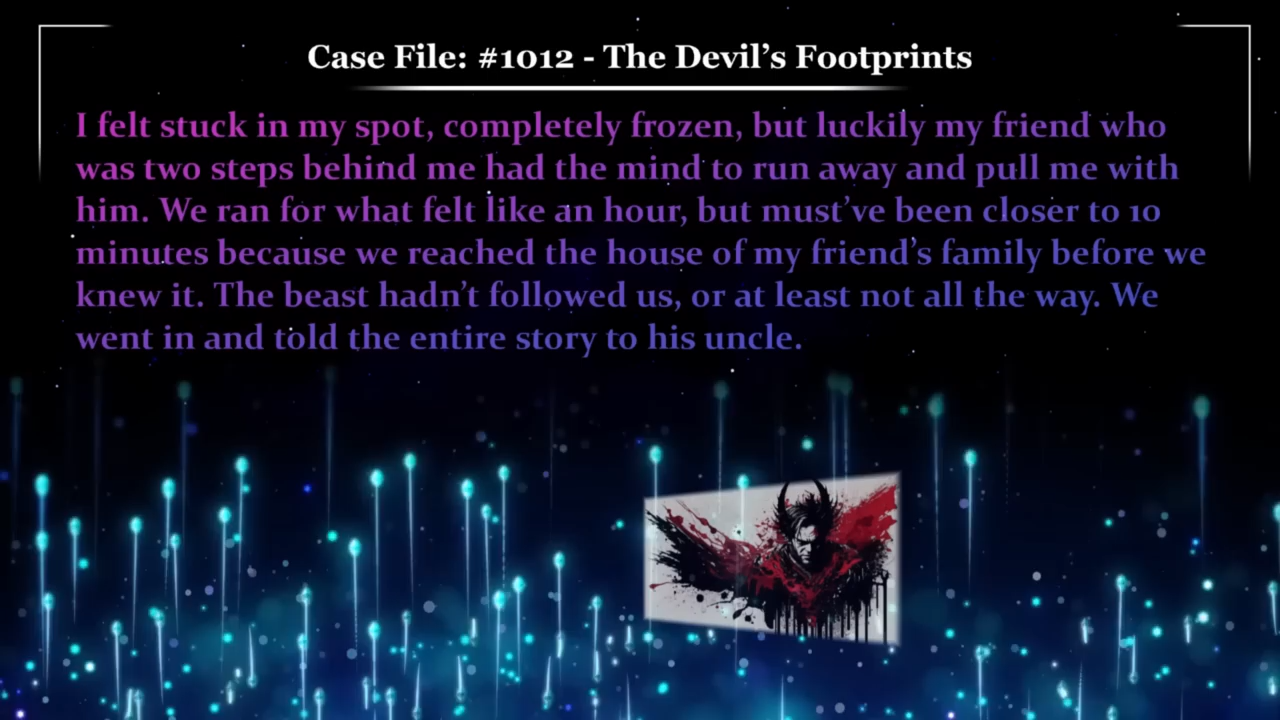 Case File: #1012 - The Devil’s Footprints
I felt stuck in my spot, completely frozen, but luckily my friend who
was two steps behind me had the mind to run away and pull me with
him. We ran for what felt like an hour, but must’ve been closer to 10
minutes because we reached the house of my friend’s family before we
knew it. The beast hadn’t followed us, or at least not all the way. We
went in and told the entire story to his uncle.